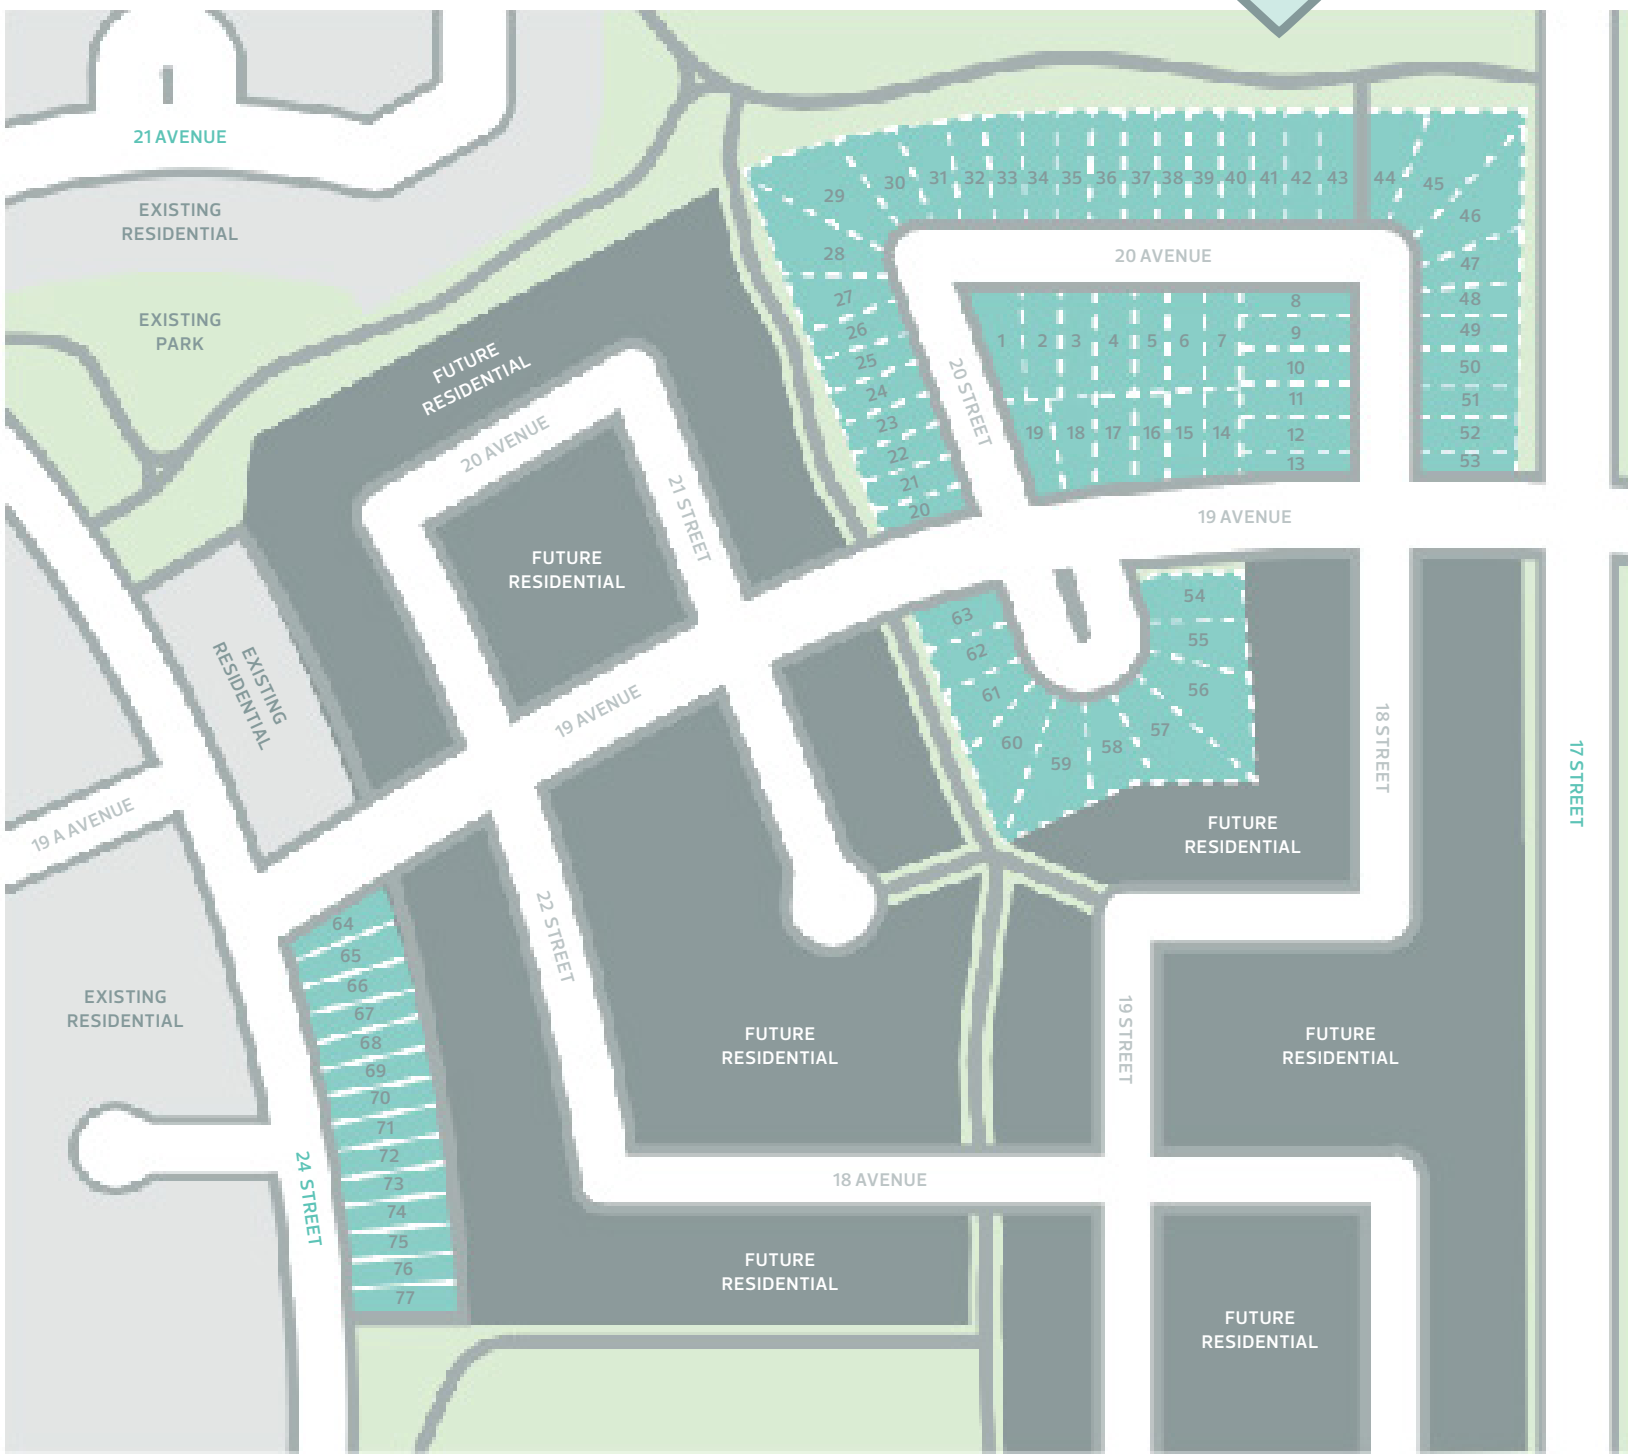 21 AVENUE
EXISTING
RESIDENTIAL
EXISTING
PARK
29
30
31
32
33
34
35
36
37
38
39
40
41
42
43
44
45
46
47
48
49
50
51
52
53
28
27
26
25
24
23
22
21
20
20 AVENUE
20 STREET
1
2
3
4
5
6
7
8
9
10
11
12
13
19
18
17
16
15
14
FUTURE
RESIDENTIAL
20 AVENUE
21 STREET
FUTURE
RESIDENTIAL
19 AVENUE
EXISTING
RESIDENTIAL
19 AVENUE
63
62
61
60
59
58
57
56
55
54
18 STREET
17 STREET
FUTURE
RESIDENTIAL
19 A AVENUE
22 STREET
64
65
66
67
68
69
70
71
72
73
74
75
76
77
EXISTING
RESIDENTIAL
24 STREET
FUTURE
RESIDENTIAL
19 STREET
FUTURE
RESIDENTIAL
18 AVENUE
FUTURE
RESIDENTIAL
FUTURE
RESIDENTIAL